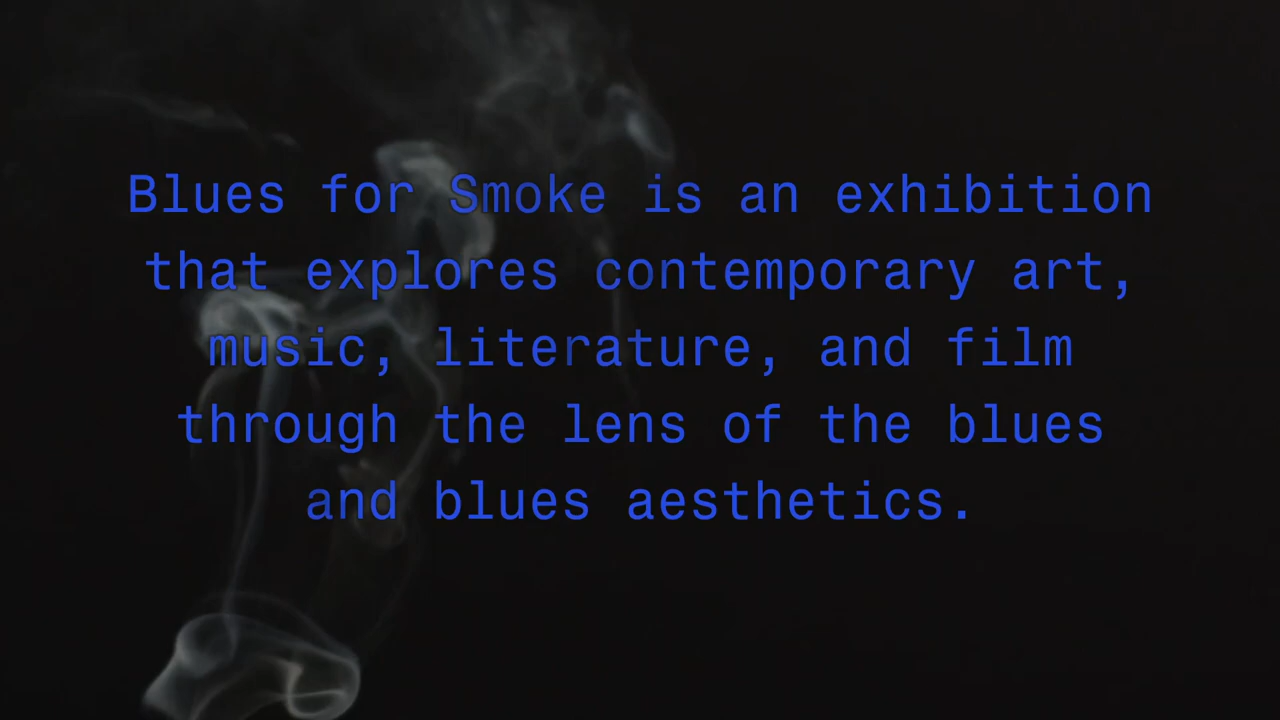 Blues for Smoke is an exhibition
that explores contemporary art,
music, literature, and film
through the lens of the blues
and blues aesthetics.